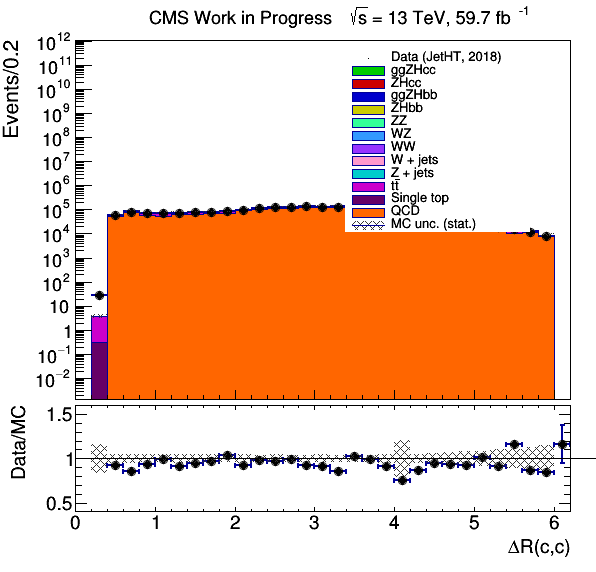 CMS Work in Progress √s = 13 TeV, 59.7 fb⁻¹
Events/0.2
10¹²
10¹¹
10¹⁰
10⁹
10⁸
10⁷
10⁶
10⁵
10⁴
10³
10²
10
1
10⁻¹
10⁻²
Data (JetHT, 2018)
ggZHcc
ZHcc
ggZHbb
ZHbb
ZZ
WZ
WW
W + jets
Z + jets
tt̄
Single top
QCD
MC unc. (stat.)
Data/MC
1.5
1
0.5
0 1 2 3 4 5 6
ΔR(c,c)